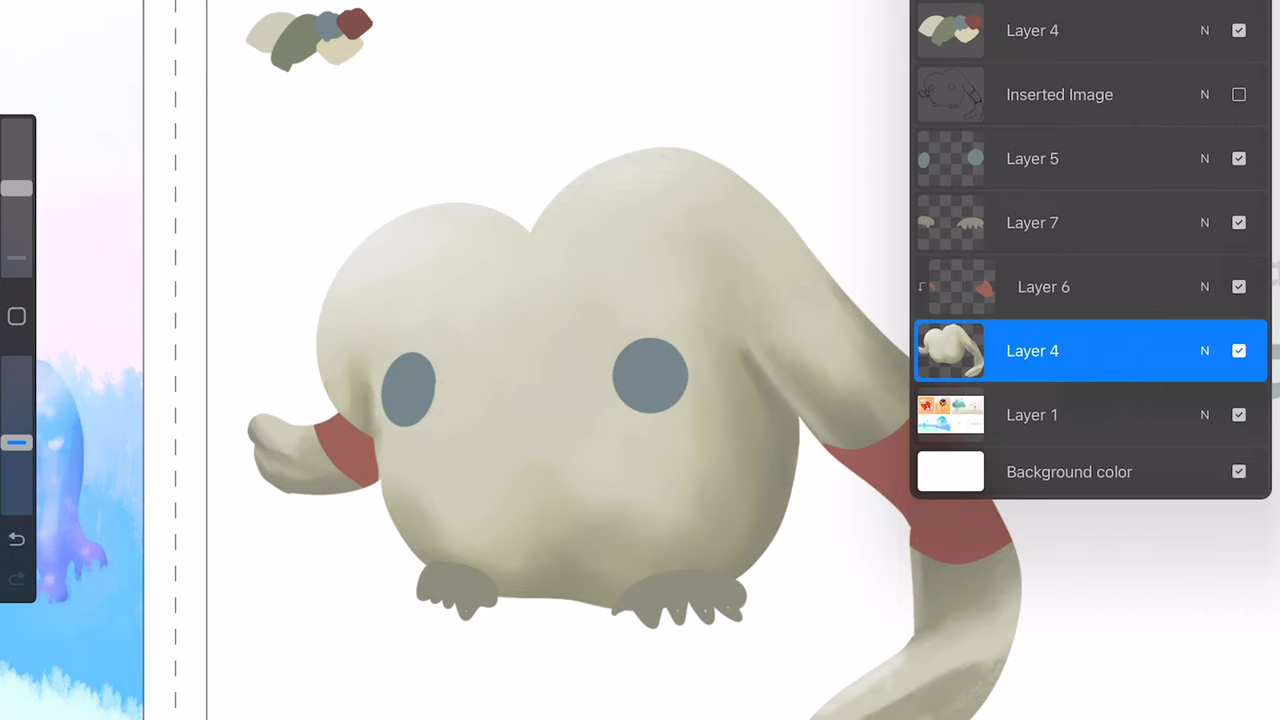 Layer 4 N
Inserted Image N
Layer 5 N
Layer 7 N
Layer 6 N
Layer 4 N
Layer 1 N
Background color